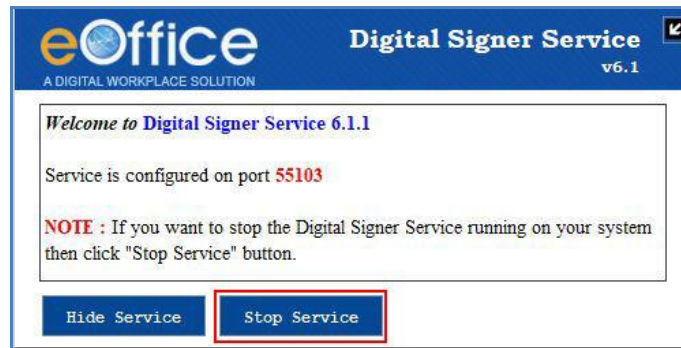 eOffice
A DIGITAL WORKPLACE SOLUTION
Digital Signer Service
v6.1
Welcome to Digital Signer Service 6.1.1
Service is configured on port 55103
NOTE : If you want to stop the Digital Signer Service running on your system
then click "Stop Service" button.
Hide Service
Stop Service